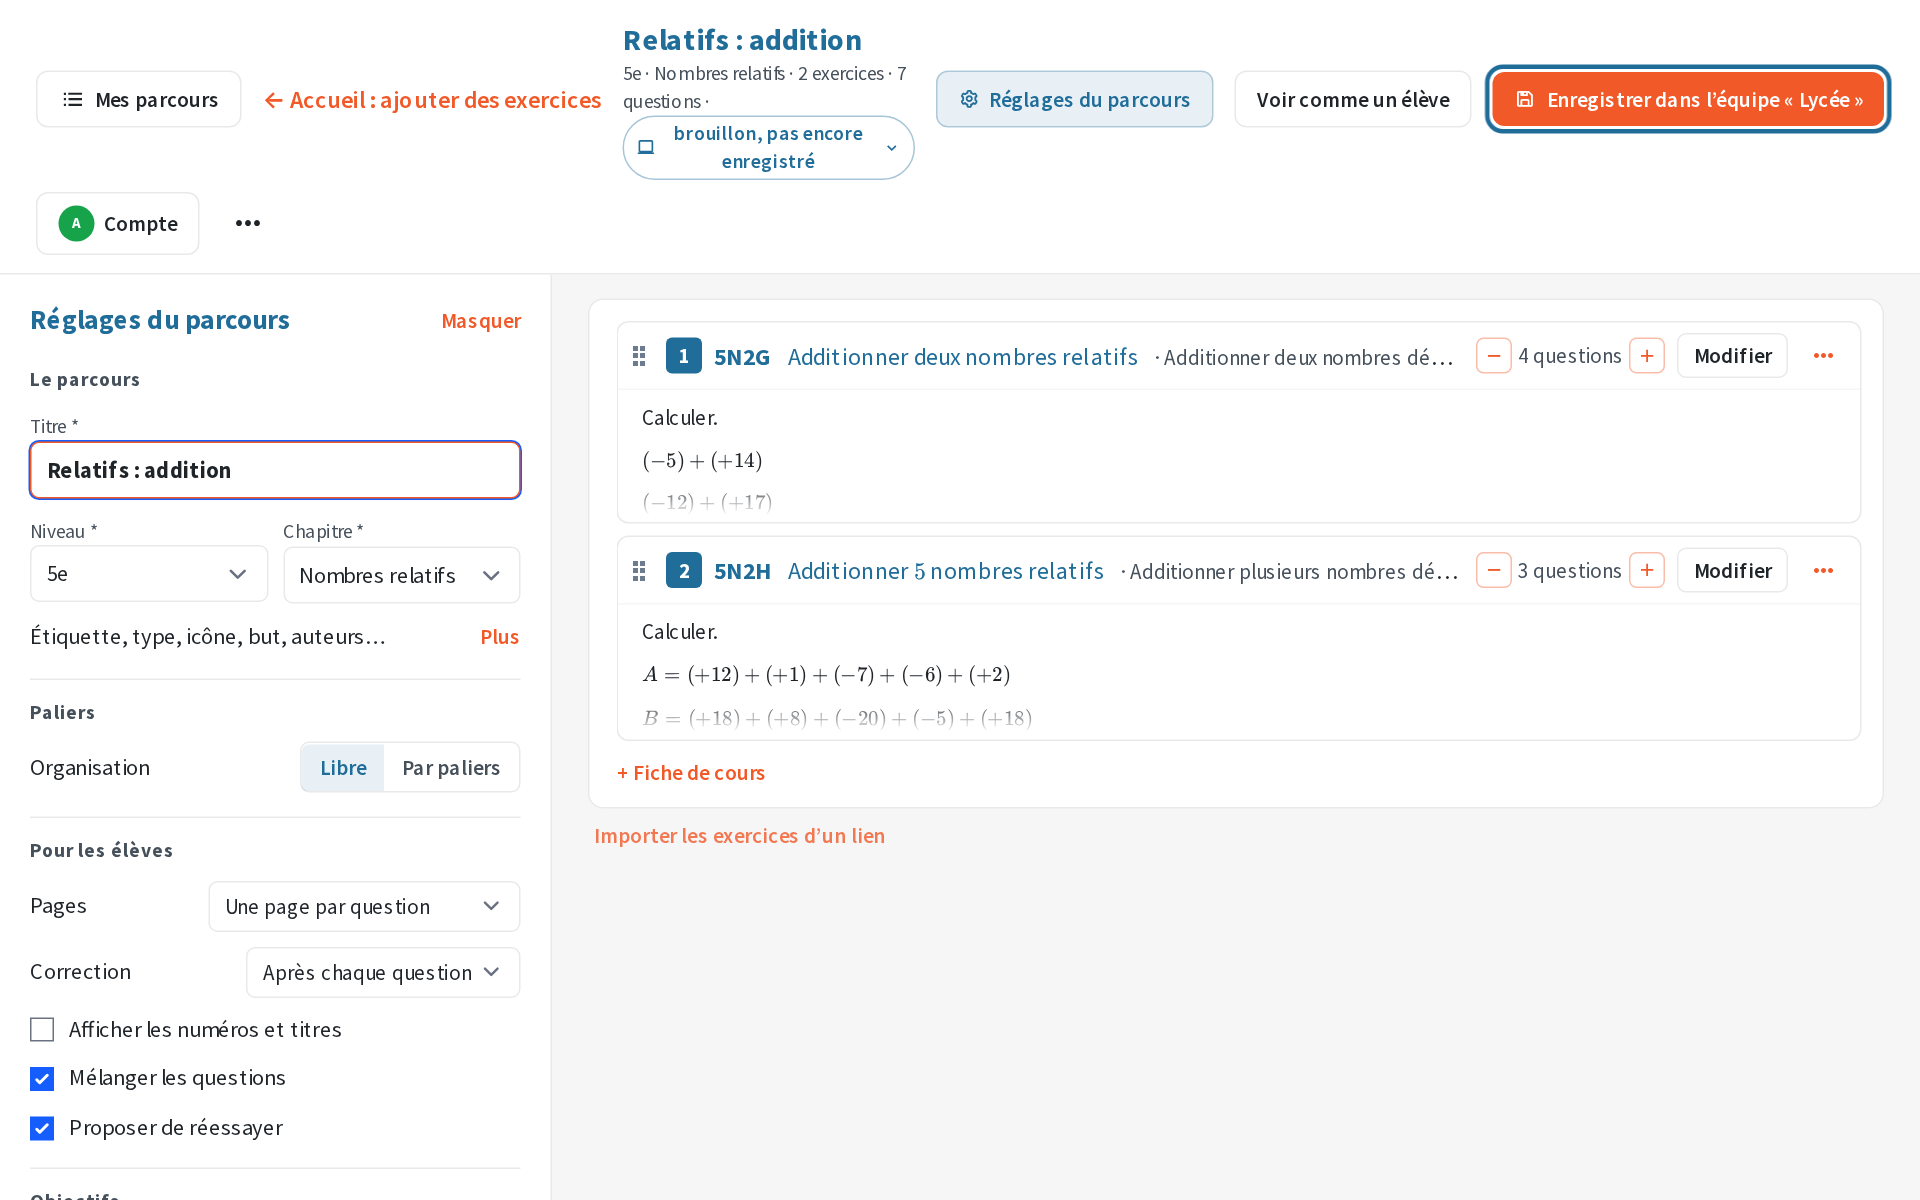 Mes parcours
← Accueil : ajouter des exercices
Relatifs : addition
5e · Nombres relatifs · 2 exercices · 7
questions ·
brouillon, pas encore
enregistré
Réglages du parcours
Voir comme un élève
Enregistrer dans l’équipe « Lycée »
A Compte
Réglages du parcours
Masquer
Le parcours
Titre *
Relatifs : addition
Niveau *
Chapitre *
5e
Nombres relatifs
Étiquette, type, icône, but, auteurs…
Plus
Paliers
Organisation
Libre
Par paliers
Pour les élèves
Pages
Une page par question
Correction
Après chaque question
Afficher les numéros et titres
Mélanger les questions
Proposer de réessayer
Objectifs
1 5N2G Additionner deux nombres relatifs · Additionner deux nombres dé…
− 4 questions +
Modifier
Calculer.
(−5) + (+14)
(−12) + (+17)
2 5N2H Additionner 5 nombres relatifs · Additionner plusieurs nombres dé…
− 3 questions +
Modifier
Calculer.
A = (+12) + (+1) + (−7) + (−6) + (+2)
B = (+18) + (+8) + (−20) + (−5) + (+18)
+ Fiche de cours
Importer les exercices d’un lien